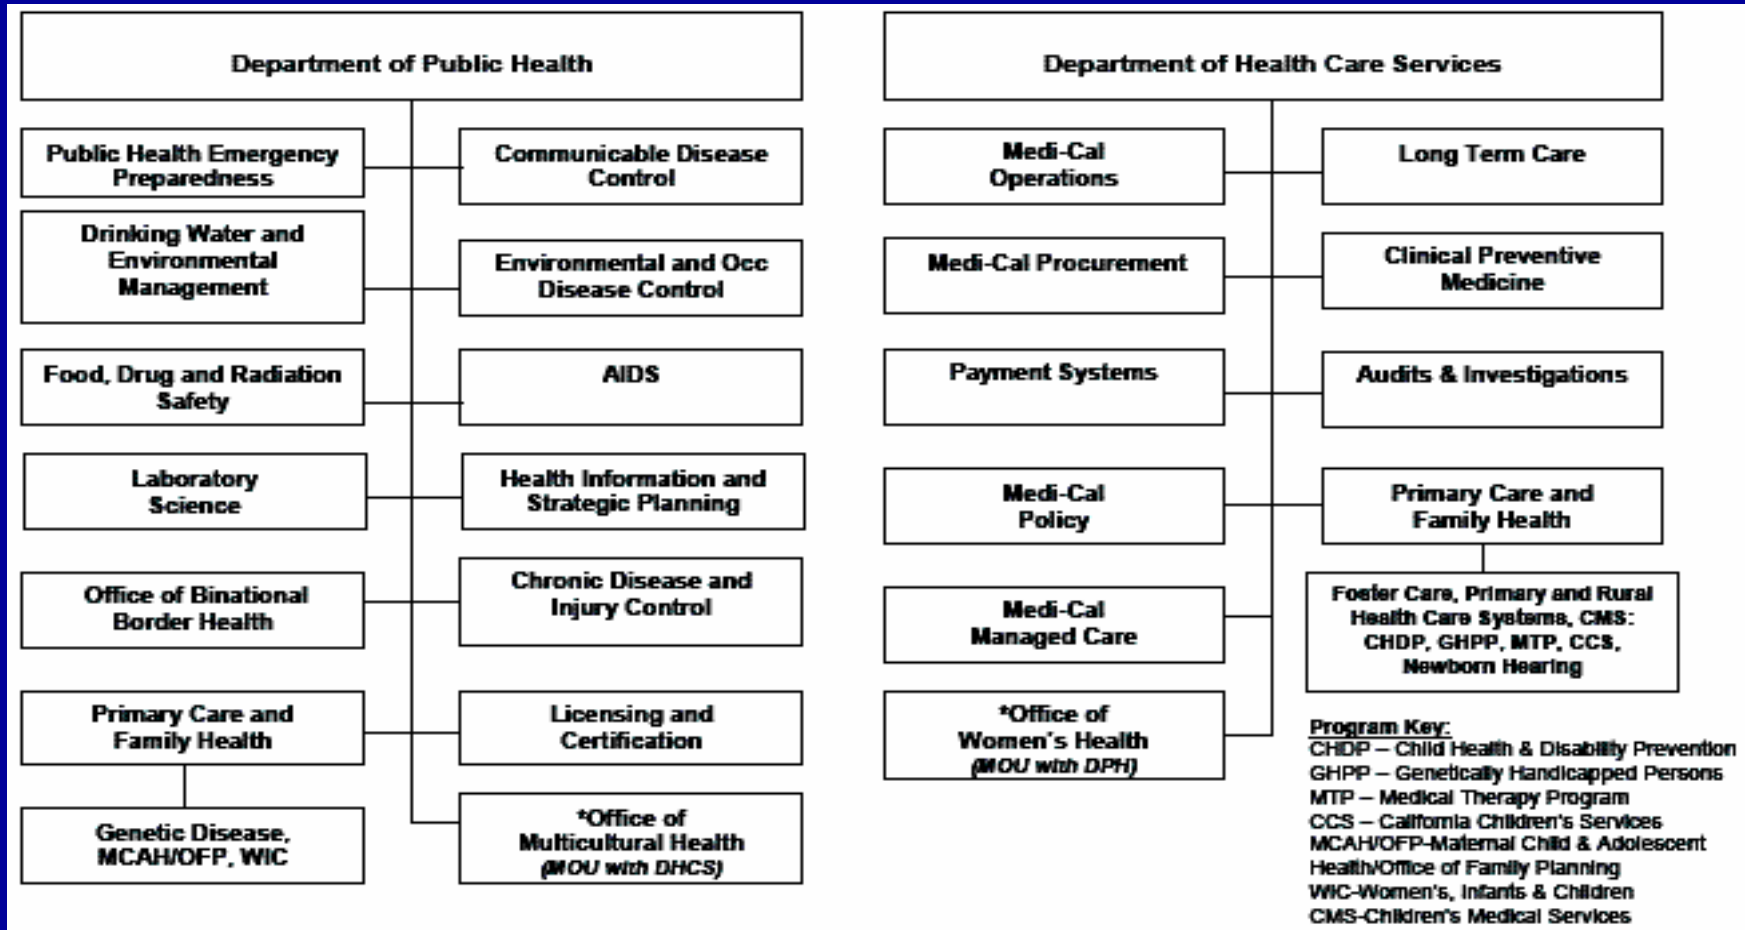 Department of Public Health
Public Health Emergency
Preparedness
Communicable Disease
Control
Drinking Water and
Environmental
Management
Environmental and Occ
Disease Control
Food, Drug and Radiation
Safety
AIDS
Laboratory
Science
Health Information and
Strategic Planning
Office of Binational
Border Health
Chronic Disease and
Injury Control
Primary Care and
Family Health
Licensing and
Certification
Genetic Disease,
MCAH/OFP, WIC
*Office of
Multicultural Health
(MOU with DHCS)
Department of Health Care Services
Medi-Cal
Operations
Long Term Care
Medi-Cal Procurement
Clinical Preventive
Medicine
Payment Systems
Audits & Investigations
Medi-Cal
Policy
Primary Care and
Family Health
Medi-Cal
Managed Care
Foster Care, Primary and Rural
Health Care Systems, CMS:
CHDP, GHPP, MTP, CCS,
Newborn Hearing
*Office of
Women's Health
(MOU with DPH)
Program Key:
CHDP – Child Health & Disability Prevention
GHPP – Genetically Handicapped Persons
MTP – Medical Therapy Program
CCS – California Children's Services
MCAH/OFP-Maternal Child & Adolescent
Health/Office of Family Planning
WIC-Women's, Infants & Children
CMS-Children's Medical Services